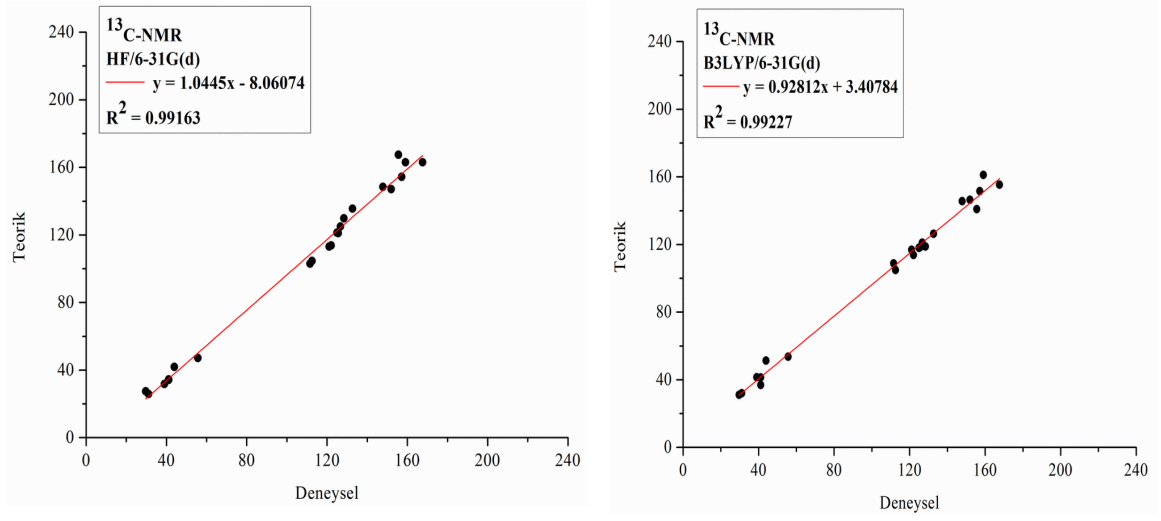 13C-NMR
HF/6-31G(d)
y = 1.0445x - 8.06074
R2 = 0.99163
240
200
160
120
80
40
0
Teorik
0 40 80 120 160 200 240
Deneysel
13C-NMR
B3LYP/6-31G(d)
y = 0.92812x + 3.40784
R2 = 0.99227
240
200
160
120
80
40
0
Teorik
0 40 80 120 160 200 240
Deneysel